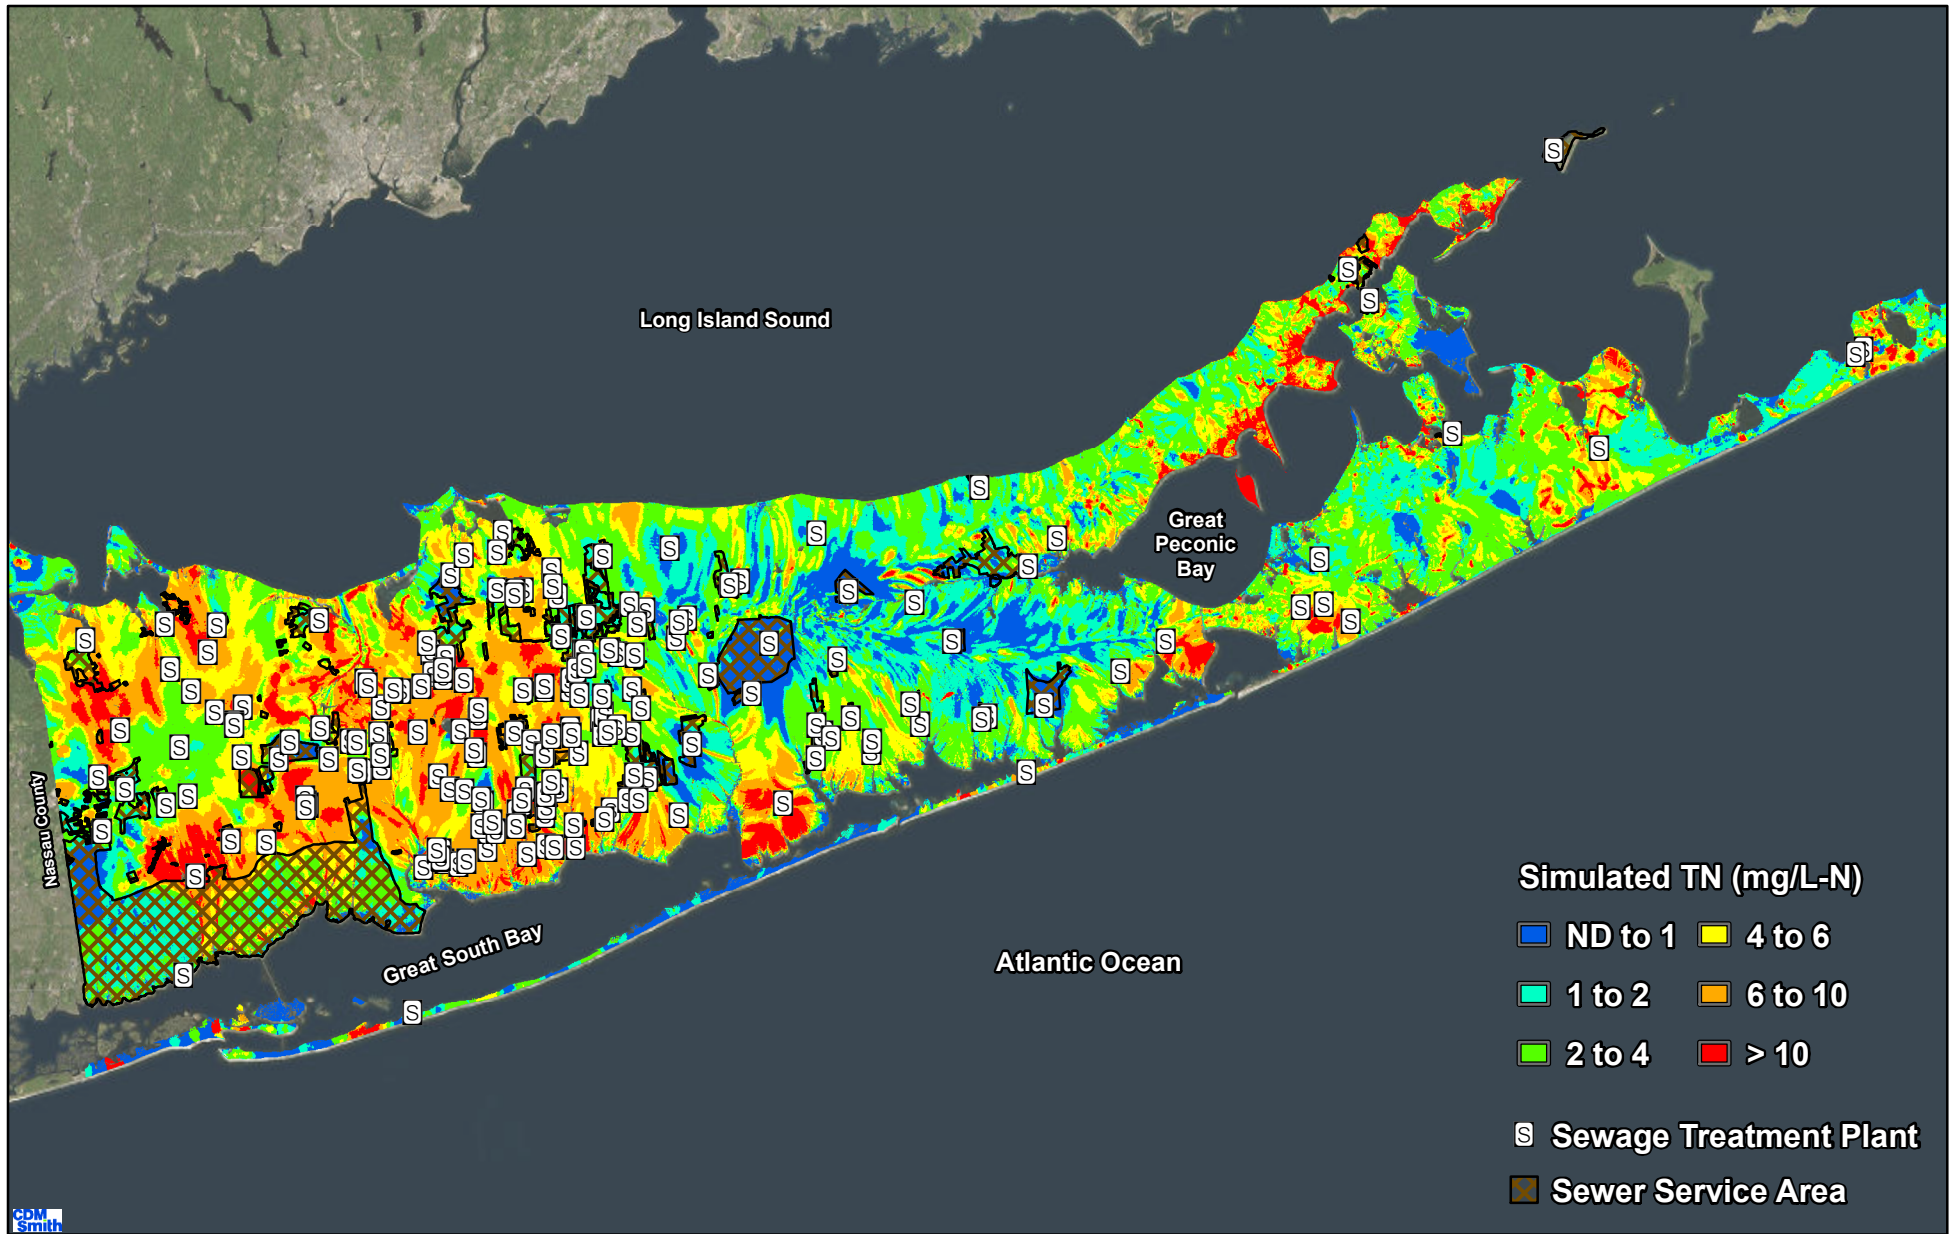 Long Island Sound
Great
Peconic
Bay
Nassau County
Great South Bay
Atlantic Ocean
Simulated TN (mg/L-N)
ND to 1
4 to 6
1 to 2
6 to 10
2 to 4
> 10
S Sewage Treatment Plant
Sewer Service Area
CDM
Smith